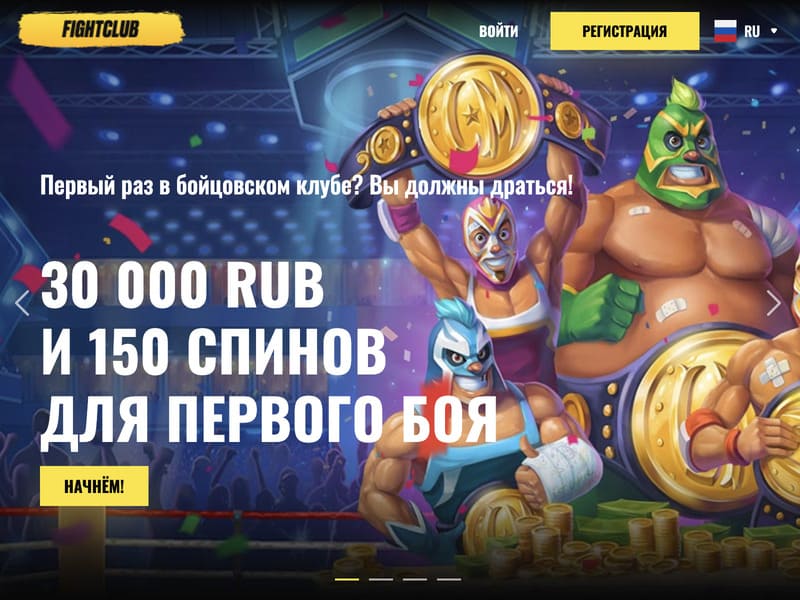 FIGHTCLUB
ВОЙТИ
РЕГИСТРАЦИЯ
RU
Первый раз в бойцовском клубе? Вы должны драться!
30 000 RUB
И 150 СПИНОВ
ДЛЯ ПЕРВОГО БОЯ
НАЧНЁМ!
CM